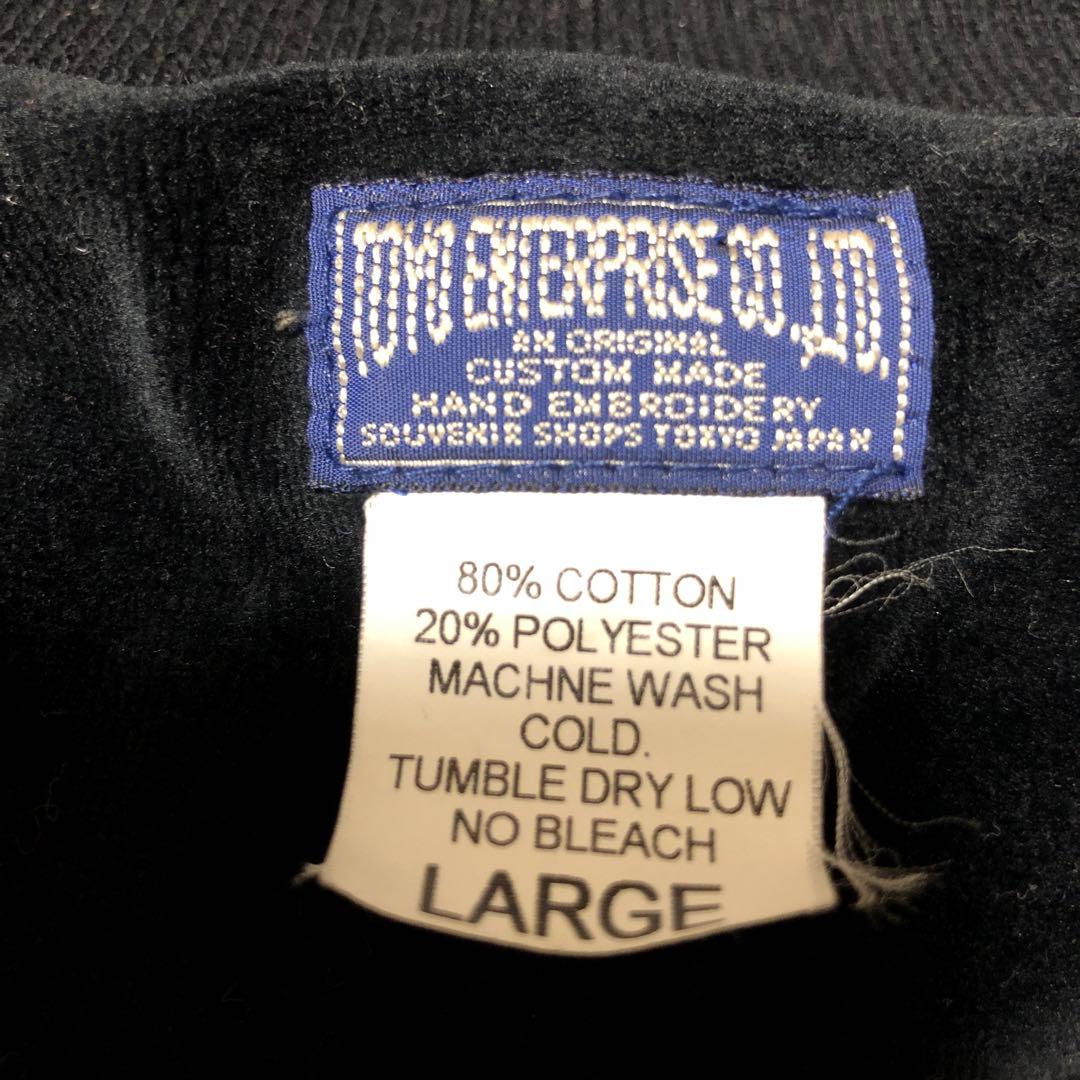 TOYO ENTERPRISE CO., LTD.
AN ORIGINAL
CUSTOM MADE
HAND EMBROIDERY
SOUVENIR SHOPS TOKYO JAPAN
80% COTTON
20% POLYESTER
MACHNE WASH
COLD.
TUMBLE DRY LOW
NO BLEACH
LARGE